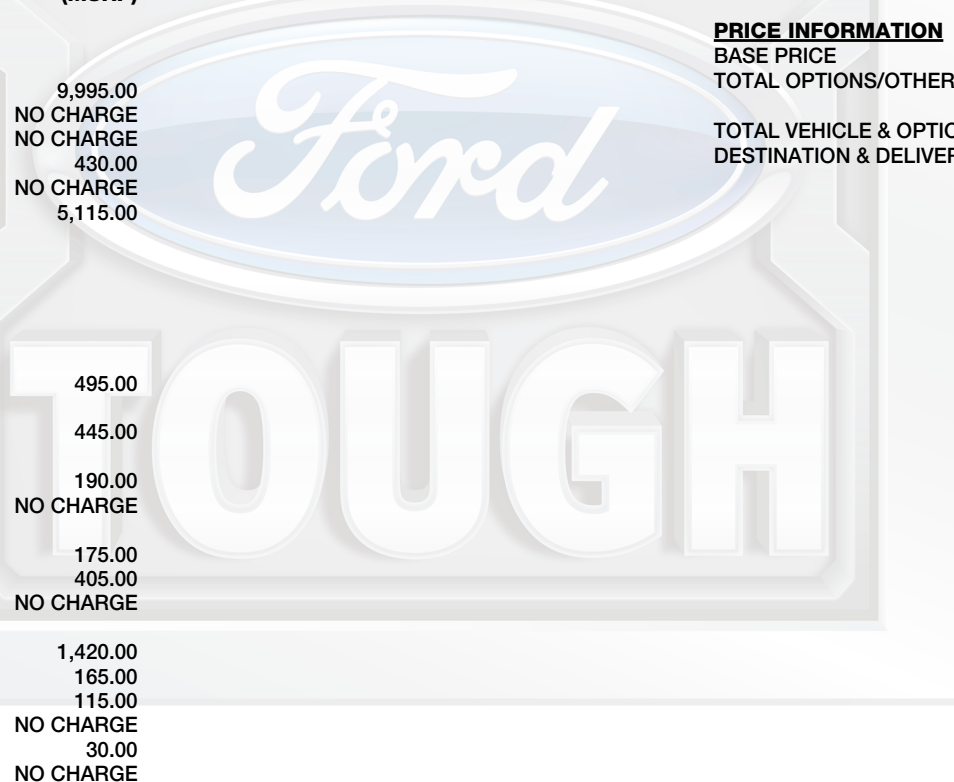 PRICE INFORMATION
BASE PRICE
TOTAL OPTIONS/OTHER
TOTAL VEHICLE &
DESTINATION &
9,995.00
NO CHARGE
NO CHARGE
430.00
NO CHARGE
5,115.00
495.00
445.00
190.00
NO CHARGE
175.00
405.00
NO CHARGE
1,420.00
165.00
115.00
NO CHARGE
30.00
NO CHARGE
Ford
TOUGH